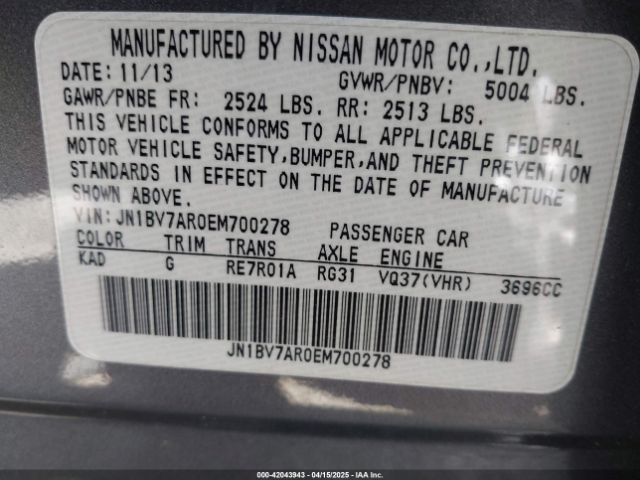 MANUFACTURED BY NISSAN MOTOR CO.,LTD.
DATE: 11/13 GVWR/PNBV: 5004 LBS.
GAWR/PNBE FR: 2524 LBS. RR: 2513 LBS.
THIS VEHICLE CONFORMS TO ALL APPLICABLE FEDERAL
MOTOR VEHICLE SAFETY,BUMPER,AND THEFT PREVENTION
STANDARDS IN EFFECT ON THE DATE OF MANUFACTURE
SHOWN ABOVE.
VIN:JN1BV7AR0EM700278 PASSENGER CAR
COLOR TRIM TRANS AXLE ENGINE
KAD G RE7R01A RG31 VQ37(VHR) 3696CC
JN1BV7AR0EM700278
000-42043943 - 04/15/2025 - IAA Inc.